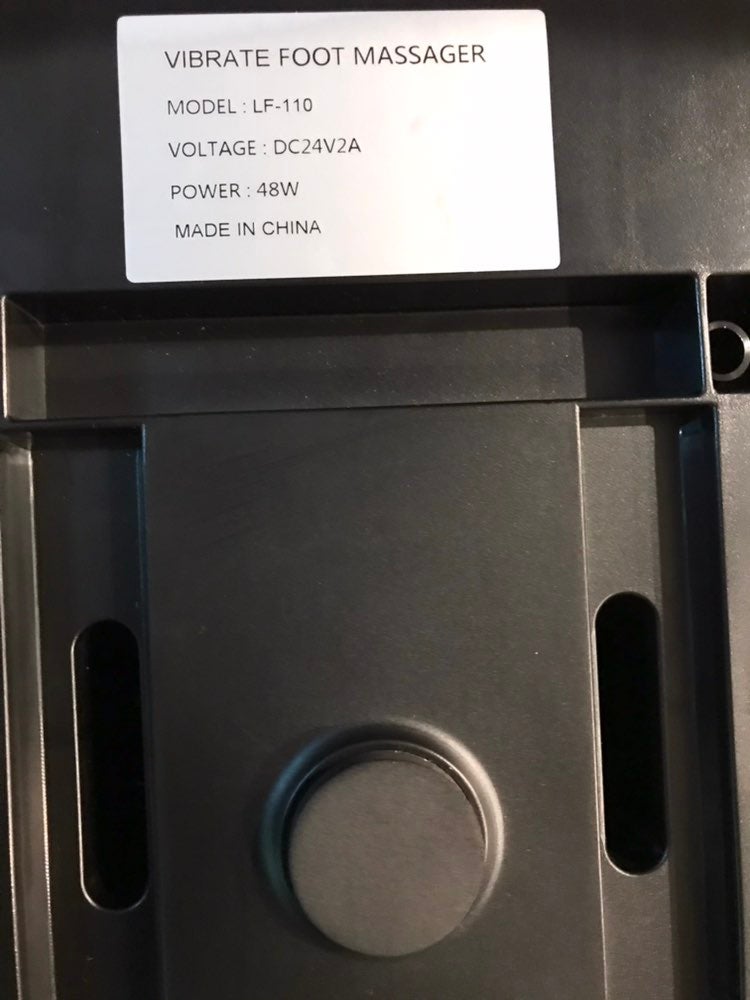 VIBRATE FOOT MASSAGER
MODEL : LF-110
VOLTAGE : DC24V2A
POWER : 48W
MADE IN CHINA